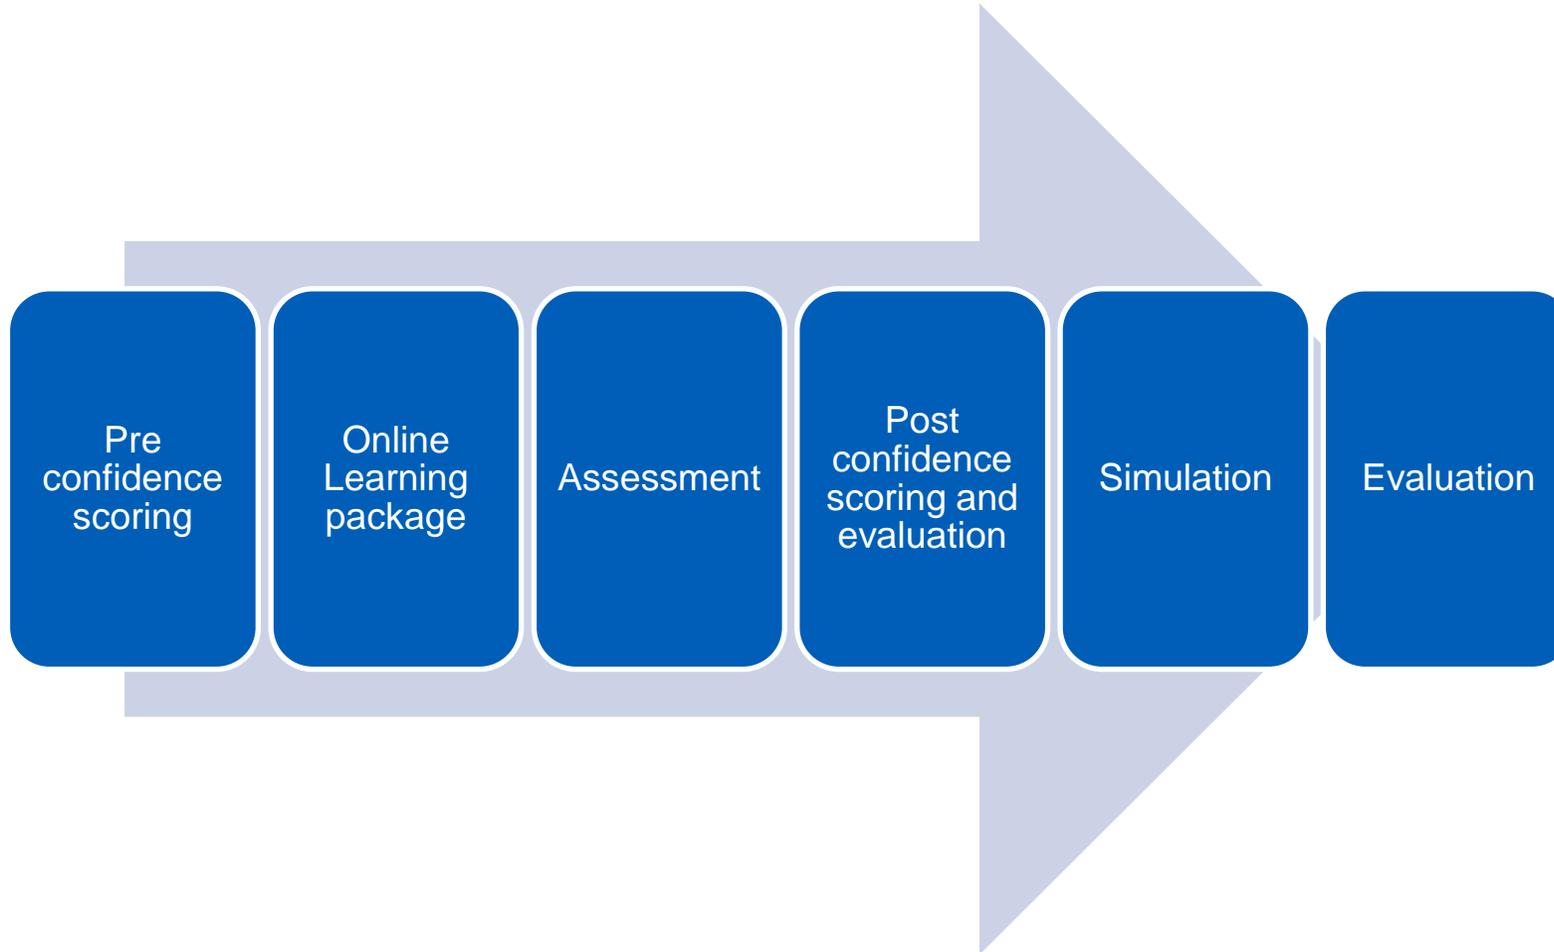 Pre
confidence
scoring
Online
Learning
package
Assessment
Post
confidence
scoring and
evaluation
Simulation
Evaluation